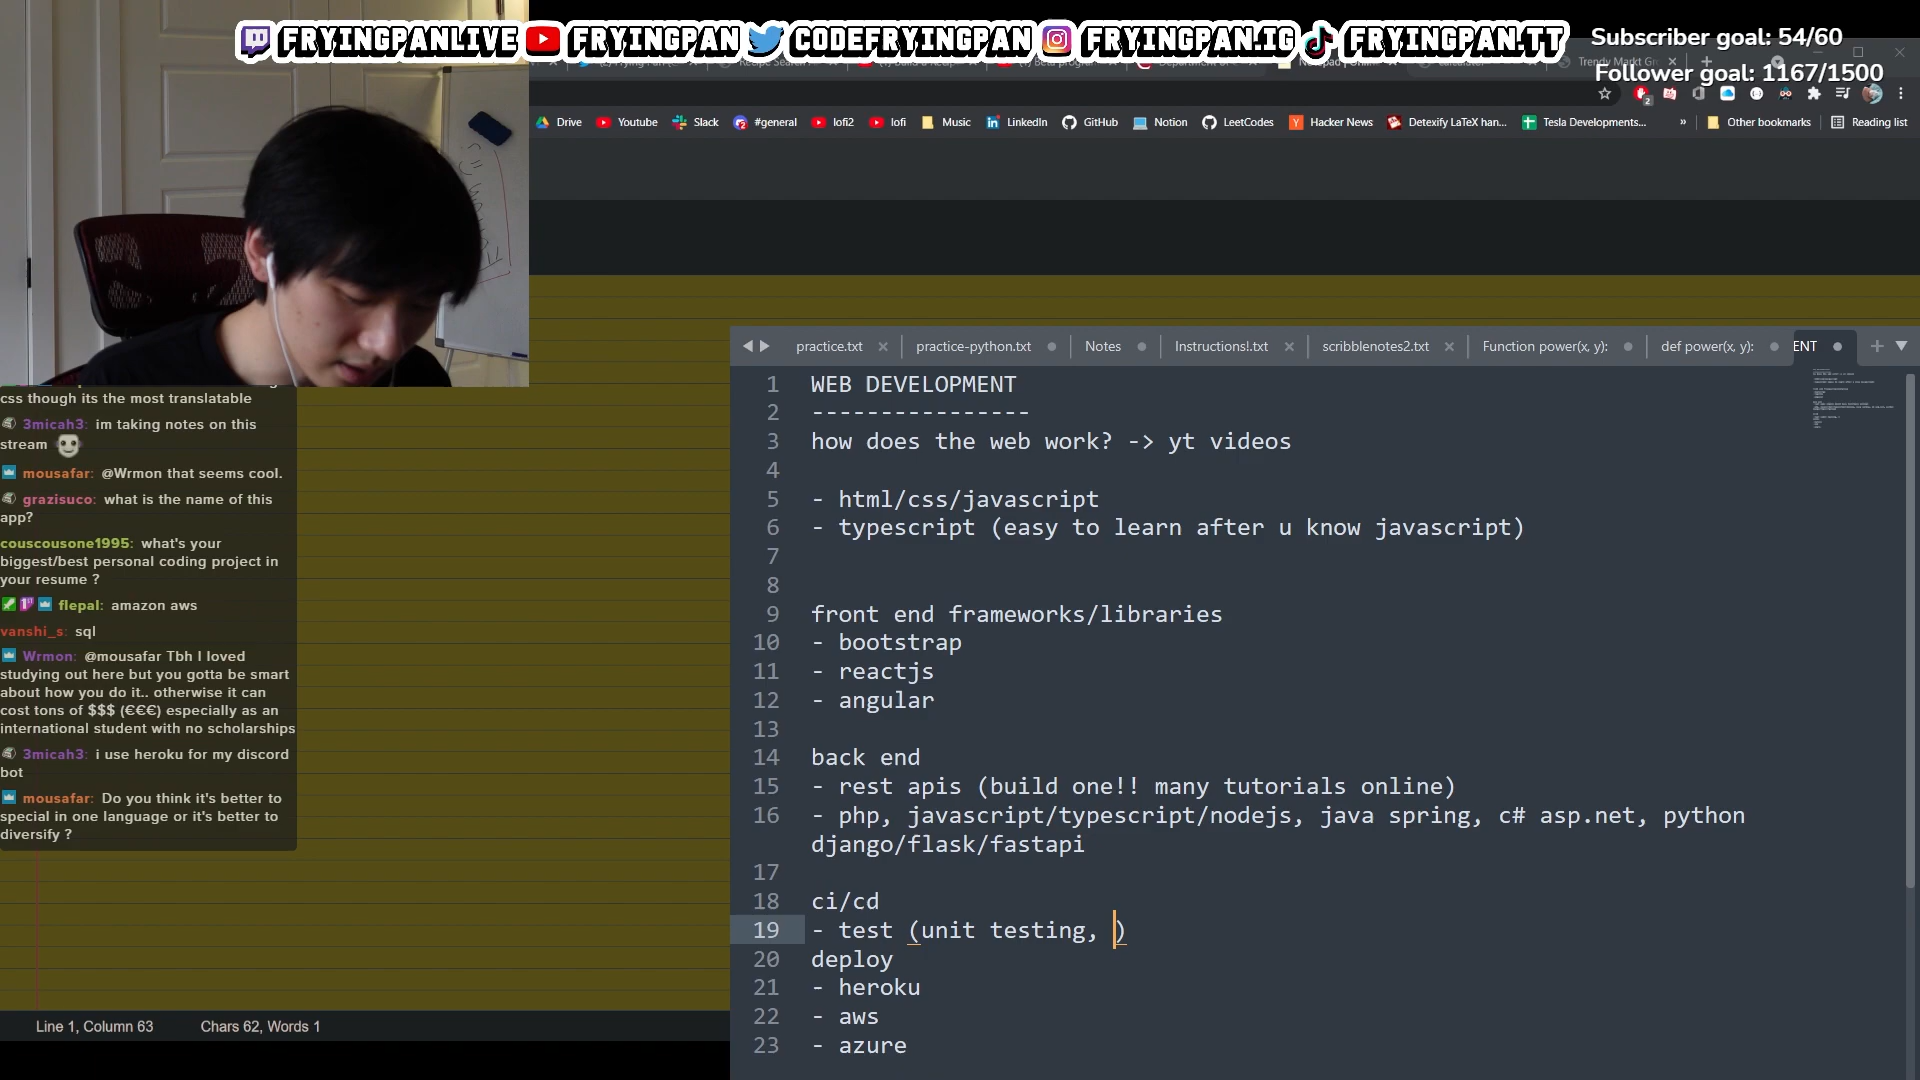 FRYINGPANLIVE FRYINGPAN CODEFRYINGPAN FRYINGPAN.IG FRYINGPAN.TT
Subscriber goal: 54/60
Follower goal: 1167/1500
Drive Youtube Slack #general lofi2 lofi Music LinkedIn GitHub Notion LeetCodes Hacker News Detexify LaTeX han... Tesla Developments... » Other bookmarks Reading list
practice.txt practice-python.txt Notes Instructions!.txt scribblenotes2.txt Function power(x, y): def power(x, y): ENT
1 WEB DEVELOPMENT
2 ----------------
3 how does the web work? -> yt videos
4
5 - html/css/javascript
6 - typescript (easy to learn after u know javascript)
7
8
9 front end frameworks/libraries
10 - bootstrap
11 - reactjs
12 - angular
13
14 back end
15 - rest apis (build one!! many tutorials online)
16 - php, javascript/typescript/nodejs, java spring, c# asp.net, python
django/flask/fastapi
17
18 ci/cd
19 - test (unit testing, )
20 deploy
21 - heroku
22 - aws
23 - azure
css though its the most translatable
3micah3: im taking notes on this
stream
mousafar: @Wrmon that seems cool.
grazisuco: what is the name of this
app?
couscousone1995: what's your
biggest/best personal coding project in
your resume ?
flepal: amazon aws
vanshi_s: sql
Wrmon: @mousafar Tbh I loved
studying out here but you gotta be smart
about how you do it.. otherwise it can
cost tons of $$$ (€€€) especially as an
international student with no scholarships
3micah3: i use heroku for my discord
bot
mousafar: Do you think it's better to
special in one language or it's better to
diversify ?
Line 1, Column 63 Chars 62, Words 1